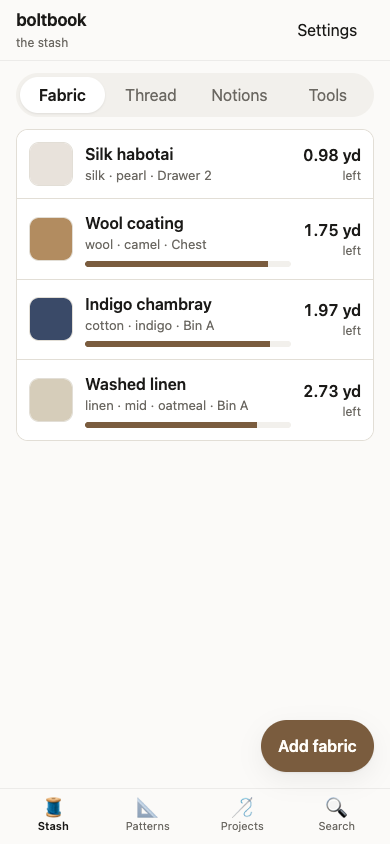 boltbook
the stash
Settings
Fabric
Thread
Notions
Tools
Silk habotai
silk · pearl · Drawer 2
0.98 yd
left
Wool coating
wool · camel · Chest
1.75 yd
left
Indigo chambray
cotton · indigo · Bin A
1.97 yd
left
Washed linen
linen · mid · oatmeal · Bin A
2.73 yd
left
Add fabric
Stash
Patterns
Projects
Search